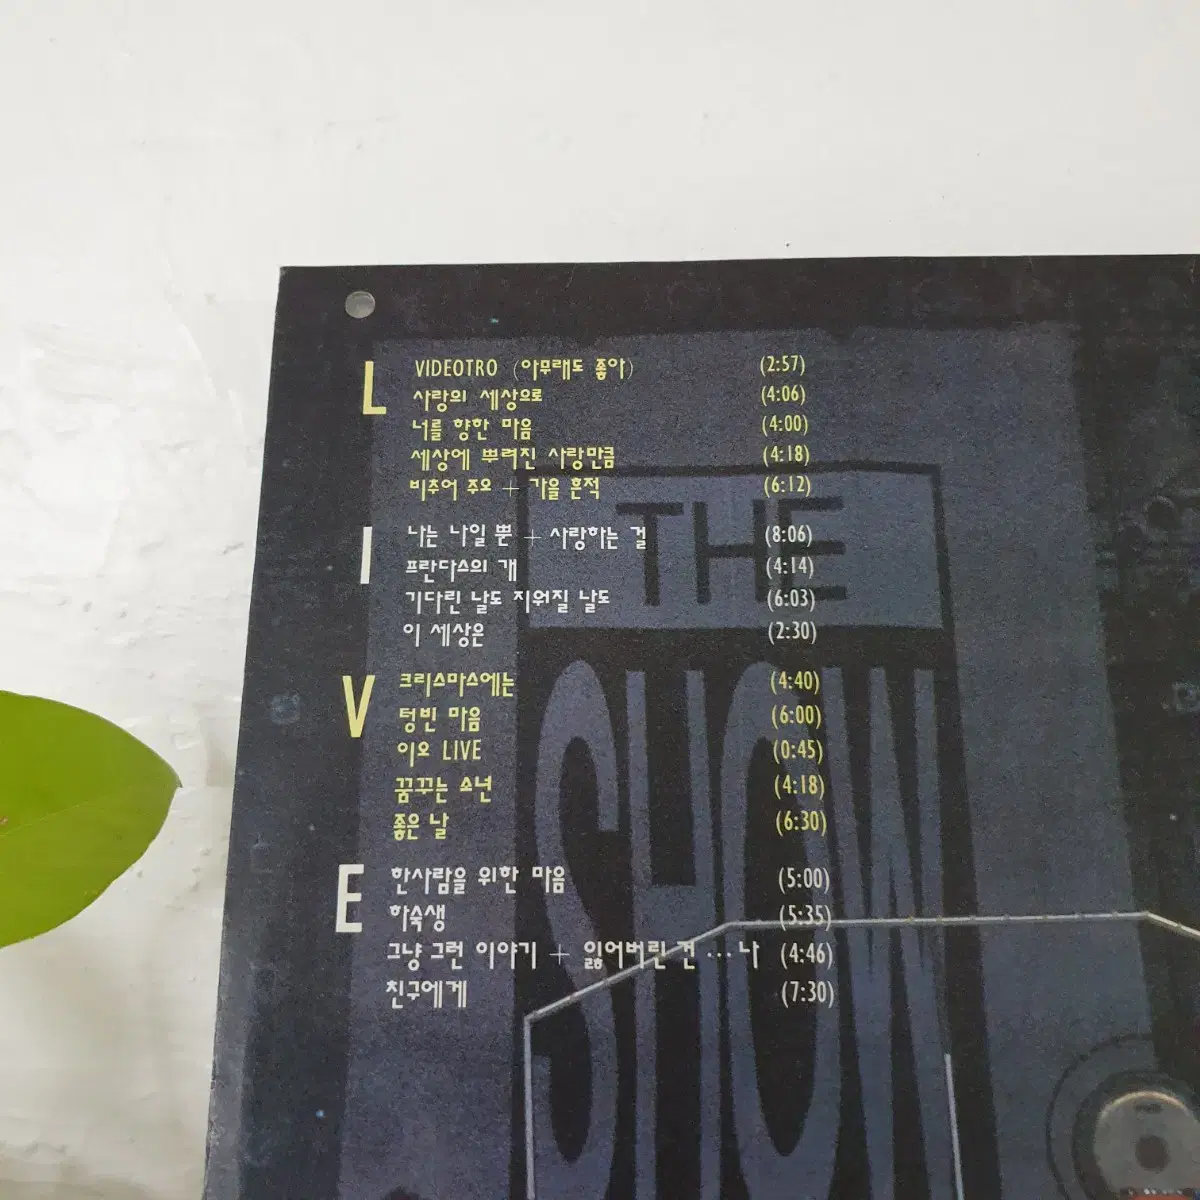 L
VIDEOTRO (아무래도 좋아) (2:57)
사랑의 세상으로 (4:06)
너를 향한 마음 (4:00)
세상에 뿌려진 사랑만큼 (4:18)
비추어 주오 + 가을 흔적 (6:12)
I
나는 나일 뿐 + 사랑하는 걸 (8:06)
프란다스의 개 (4:14)
기다린 날도 지워질 날도 (6:03)
이 세상은 (2:30)
V
크리스마스에는 (4:40)
텅빈 마음 (6:00)
이오 LIVE (0:45)
꿈꾸는 소년 (4:18)
좋은 날 (6:30)
E
한사람을 위한 마음 (5:00)
하숙생 (5:35)
그냥 그런 이야기 + 잃어버린 건 ··· 나 (4:46)
친구에게 (7:30)
THE
SHOW